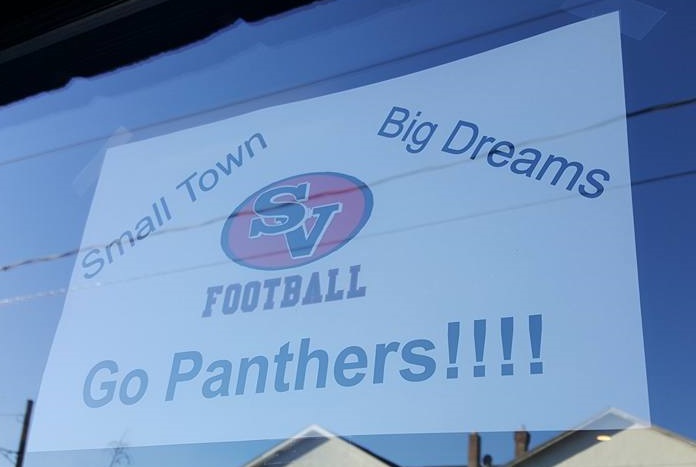 Small Town
Big Dreams
SV
FOOTBALL
Go Panthers!!!!